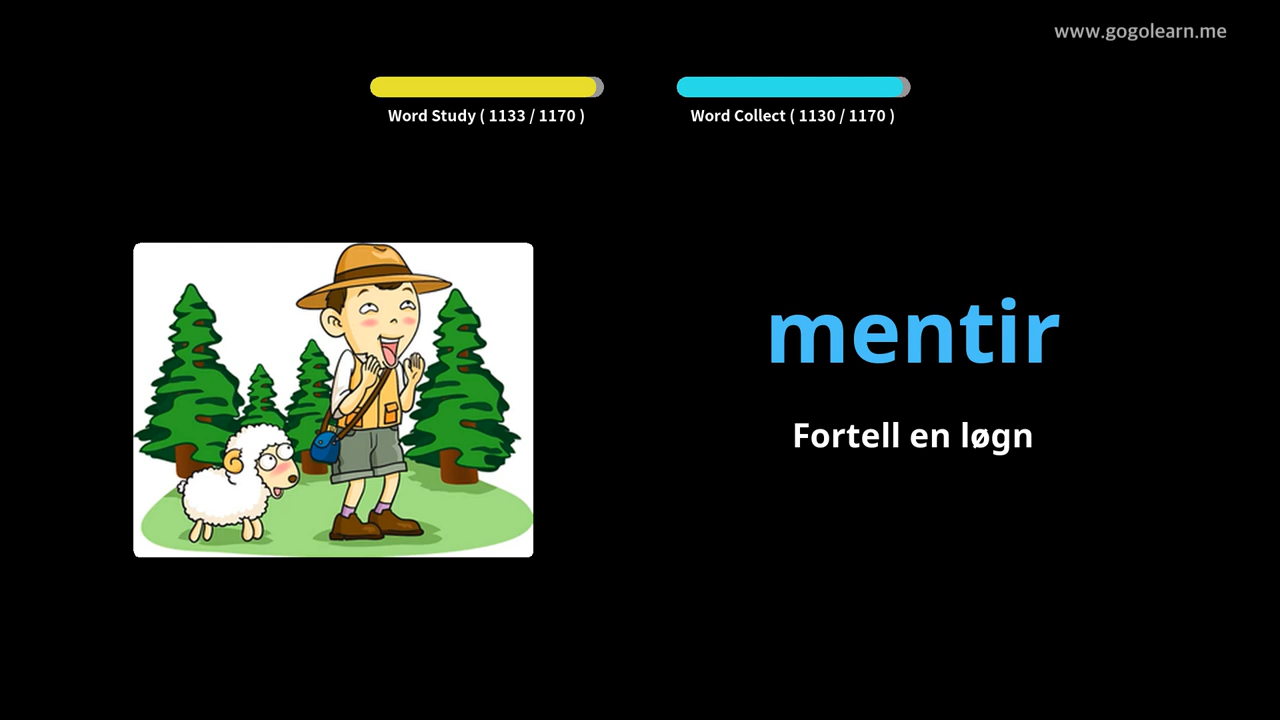 www.gogolearn.me
Word Study ( 1133 / 1170 )
Word Collect ( 1130 / 1170 )
mentir
Fortell en løgn